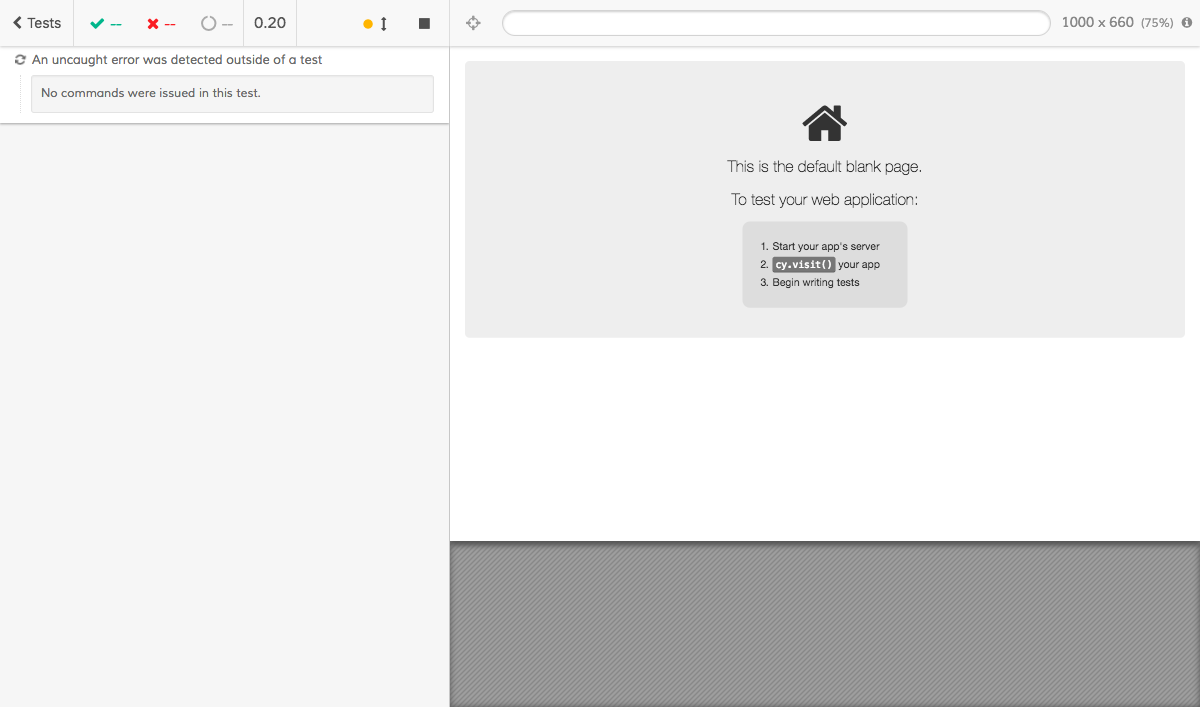 Tests -- -- -- 0.20 1000 x 660 (75%)
An uncaught error was detected outside of a test
No commands were issued in this test.
This is the default blank page.
To test your web application:
1. Start your app's server
2. cy.visit() your app
3. Begin writing tests